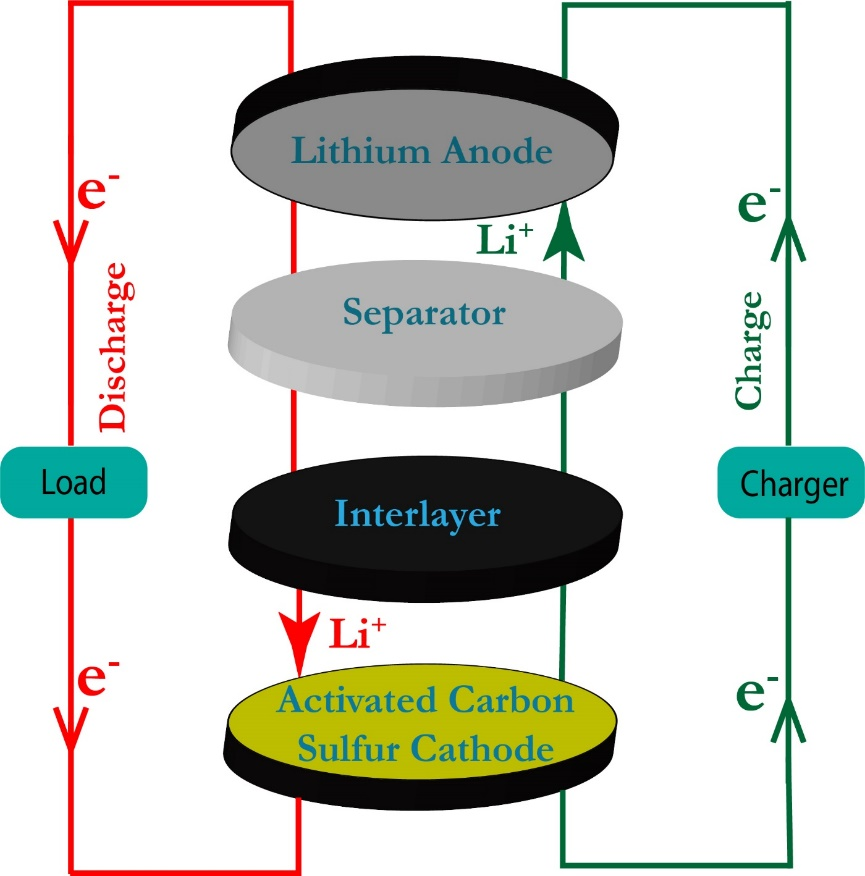 Lithium Anode
e⁻
e⁻
Li⁺
Separator
Discharge
Charge
Load
Interlayer
Charger
Li⁺
e⁻
e⁻
Activated Carbon
Sulfur Cathode